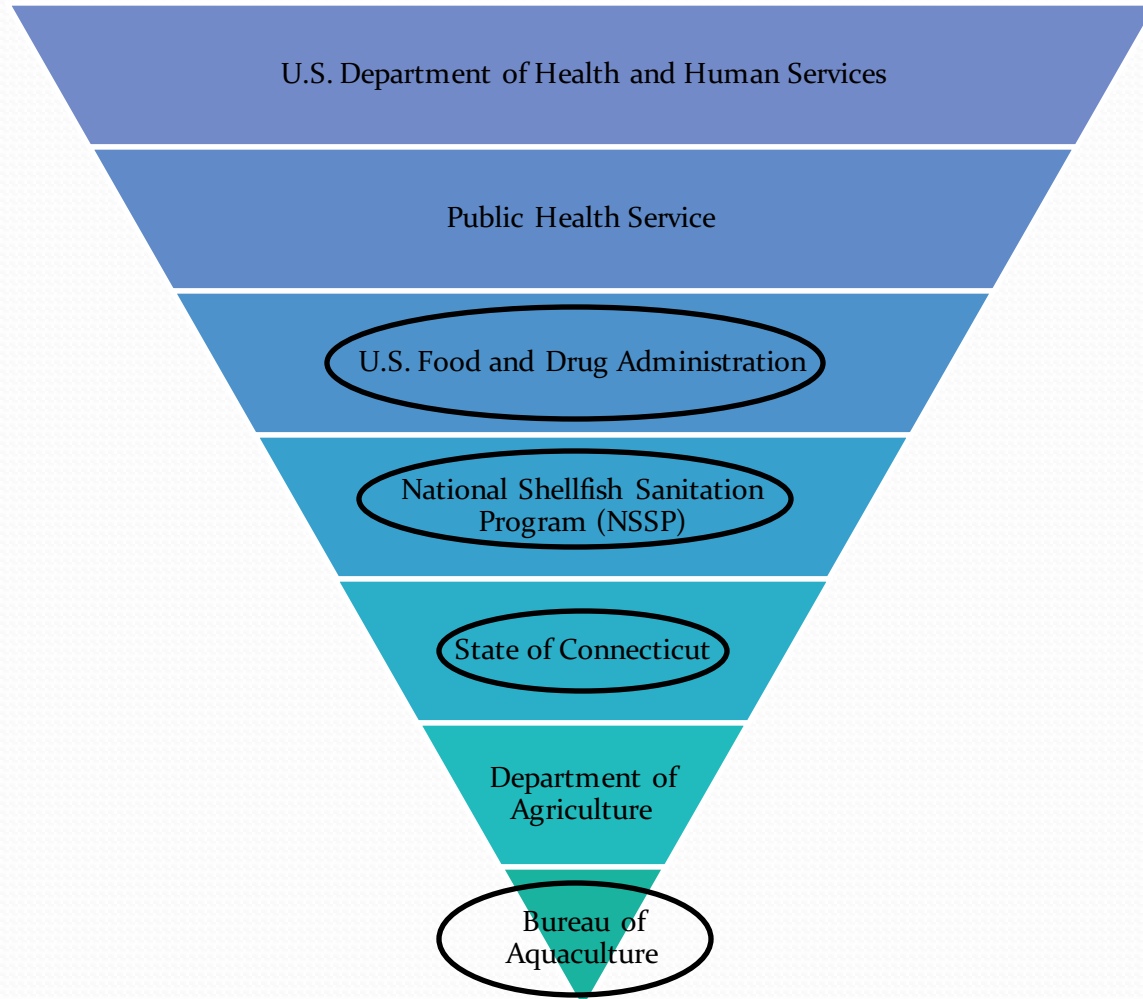 U.S. Department of Health and Human Services
Public Health Service
U.S. Food and Drug Administration
National Shellfish Sanitation
Program (NSSP)
State of Connecticut
Department of
Agriculture
Bureau of
Aquaculture